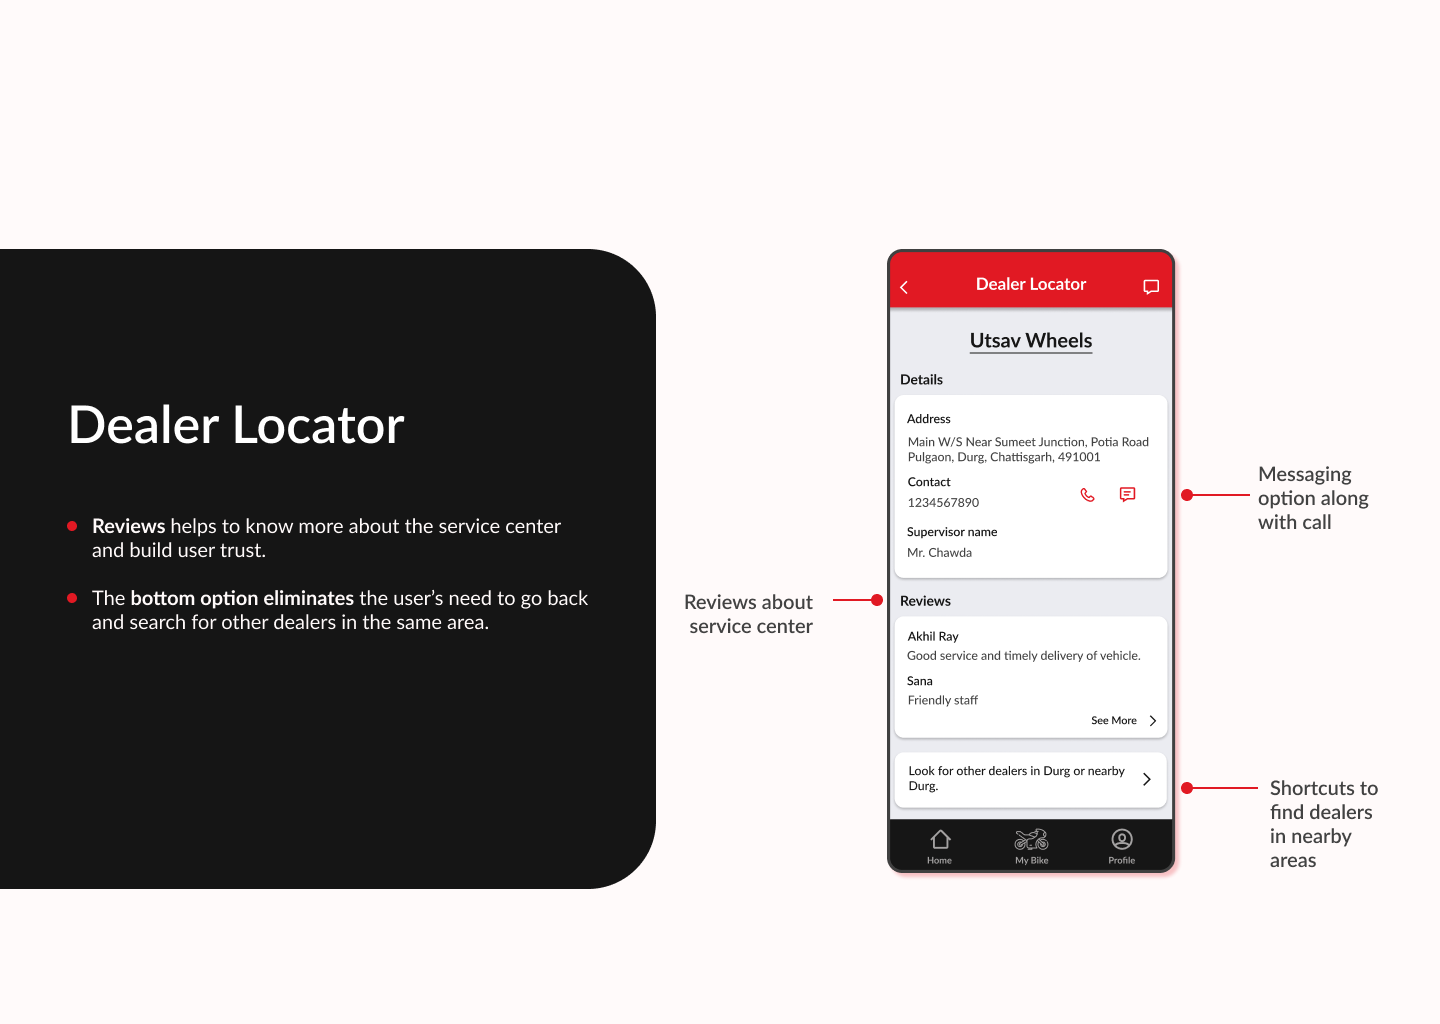 Dealer Locator
Reviews helps to know more about the service center
and build user trust.
The bottom option eliminates the user's need to go back
and search for other dealers in the same area.
Reviews about
service center
Dealer Locator
Utsav Wheels
Details
Address
Main W/S Near Sumeet Junction, Potia Road
Pulgaon, Durg, Chattisgarh, 491001
Contact
1234567890
Supervisor name
Mr. Chawda
Reviews
Akhil Ray
Good service and timely delivery of vehicle.
Sana
Friendly staff
See More
Look for other dealers in Durg or nearby
Durg.
Home
My Bike
Profile
Messaging
option along
with call
Shortcuts to
find dealers
in nearby
areas